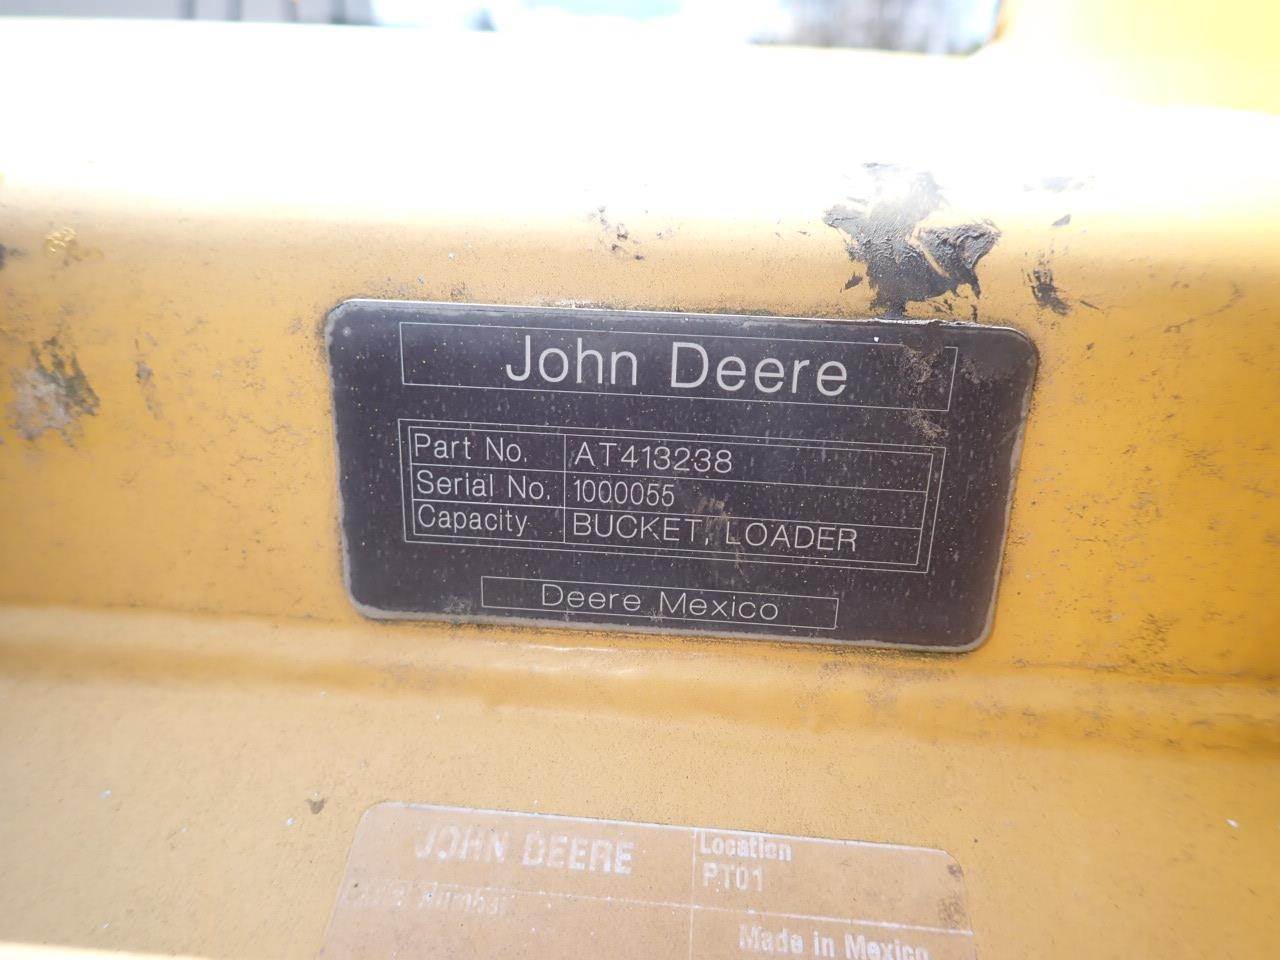 John Deere
Part No. AT413238
Serial No. 1000055
Capacity BUCKET, LOADER
Deere Mexico
JOHN DEERE Location
PT01
Number
Made in Mexico